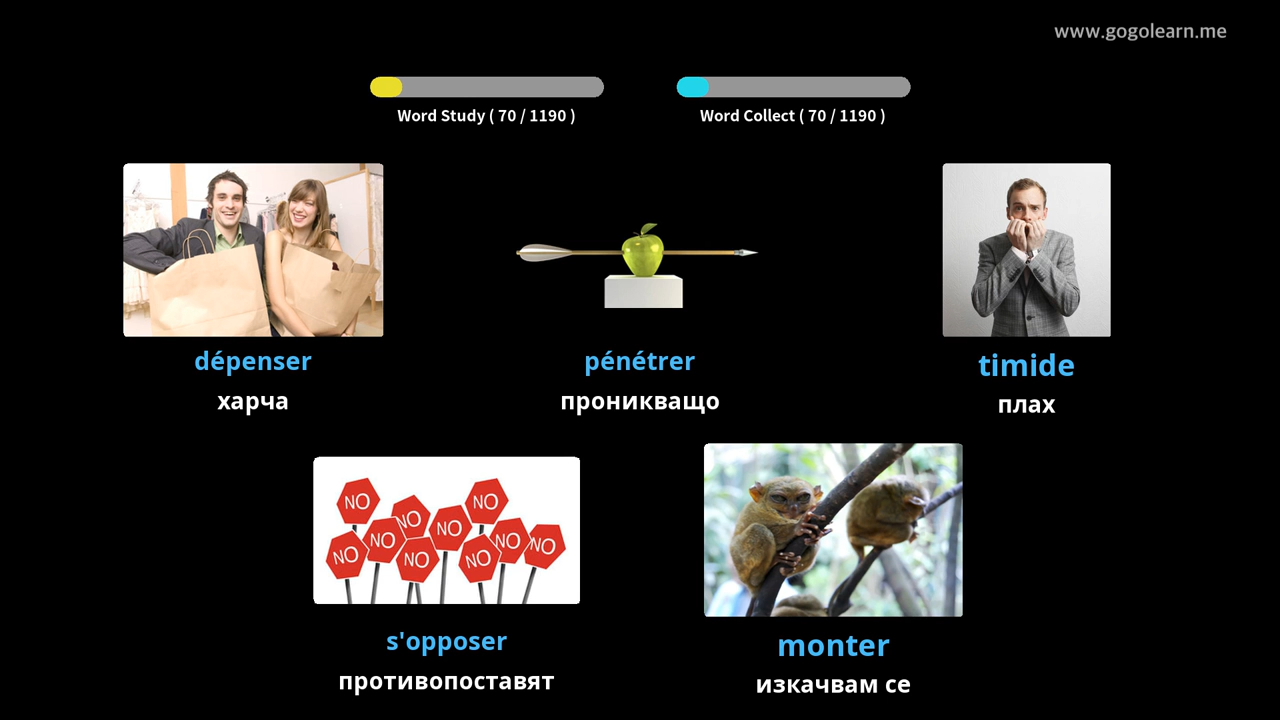 www.gogolearn.me
Word Study ( 70 / 1190 )
Word Collect ( 70 / 1190 )
dépenser
харча
pénétrer
проникващо
timide
плах
NO
NO
NO
NO
NO
NO
NO
NO
NO
NO
s'opposer
противопоставят
monter
изкачвам се